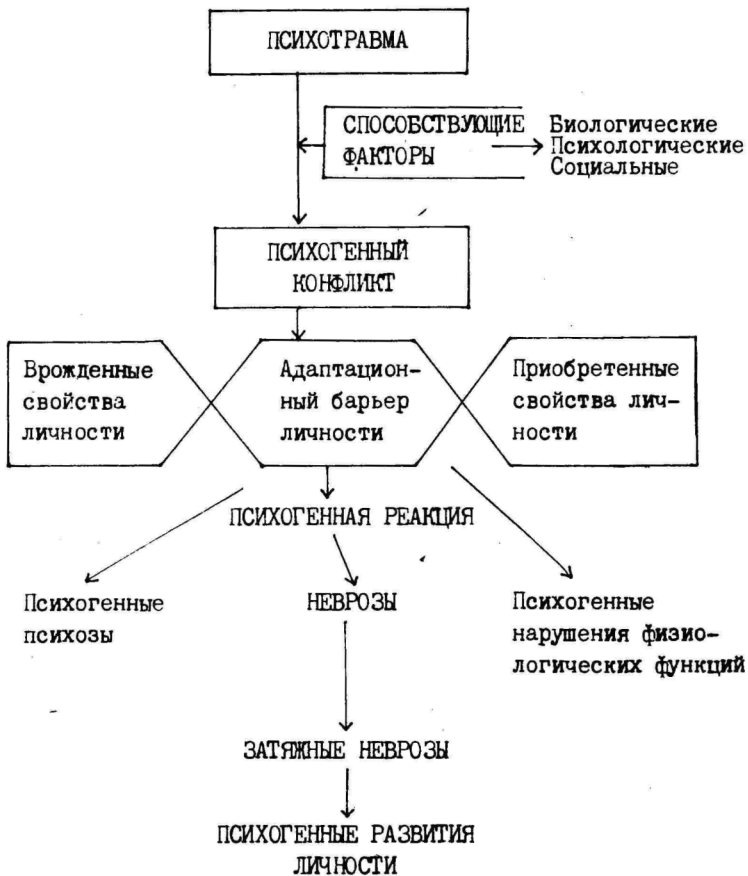 ПСИХОТРАВМА
СПОСОБСТВУЮЩИЕ
ФАКТОРЫ
Биологические
Психологические
Социальные
ПСИХОГЕННЫЙ
КОНФЛИКТ
Врожденные
свойства
личности
Адаптацион-
ный барьер
личности
Приобретенные
свойства лич-
ности
ПСИХОГЕННАЯ РЕАКЦИЯ
Психогенные
психозы
НЕВРОЗЫ
Психогенные
нарушения физио-
логических функций
ЗАТЯЖНЫЕ НЕВРОЗЫ
ПСИХОГЕННЫЕ РАЗВИТИЯ
ЛИЧНОСТИ